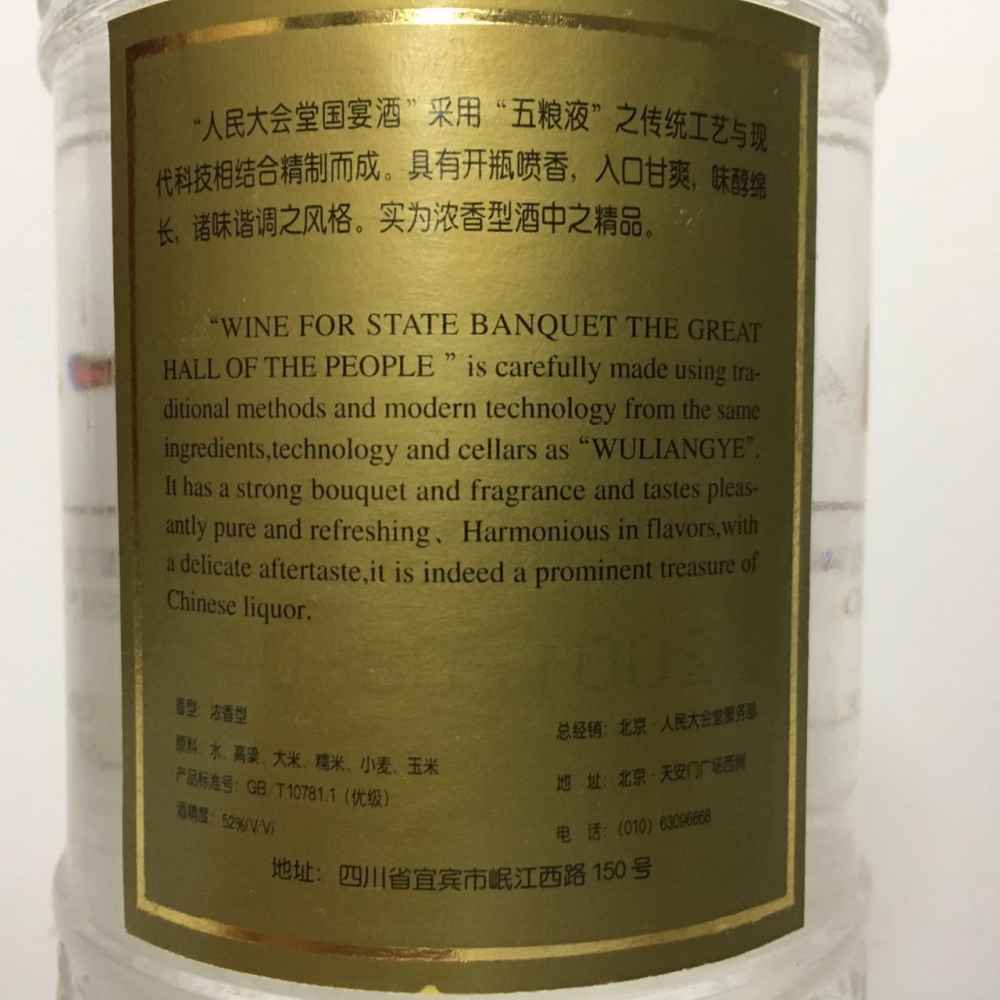 “人民大会堂国宴酒”采用“五粮液”之传统工艺与现
代科技相结合精制而成。具有开瓶喷香，入口甘爽，味醇绵
长，诸味谐调之风格。实为浓香型酒中之精品。
“WINE FOR STATE BANQUET THE GREAT
HALL OF THE PEOPLE ” is carefully made using tra-
ditional methods and modern technology from the same
ingredients,technology and cellars as “WULIANGYE”.
It has a strong bouquet and fragrance and tastes pleas-
antly pure and refreshing、Harmonious in flavors,with
a delicate aftertaste,it is indeed a prominent treasure of
Chinese liquor.
香型：浓香型
原料：水、高粱、大米、糯米、小麦、玉米
产品标准号：GB/T10781.1（优级）
酒精度：52%(V/V)
总经销：北京·人民大会堂服务部
地 址：北京·天安门广场西侧
电 话：(010) 63096668
地址：四川省宜宾市岷江西路 150 号